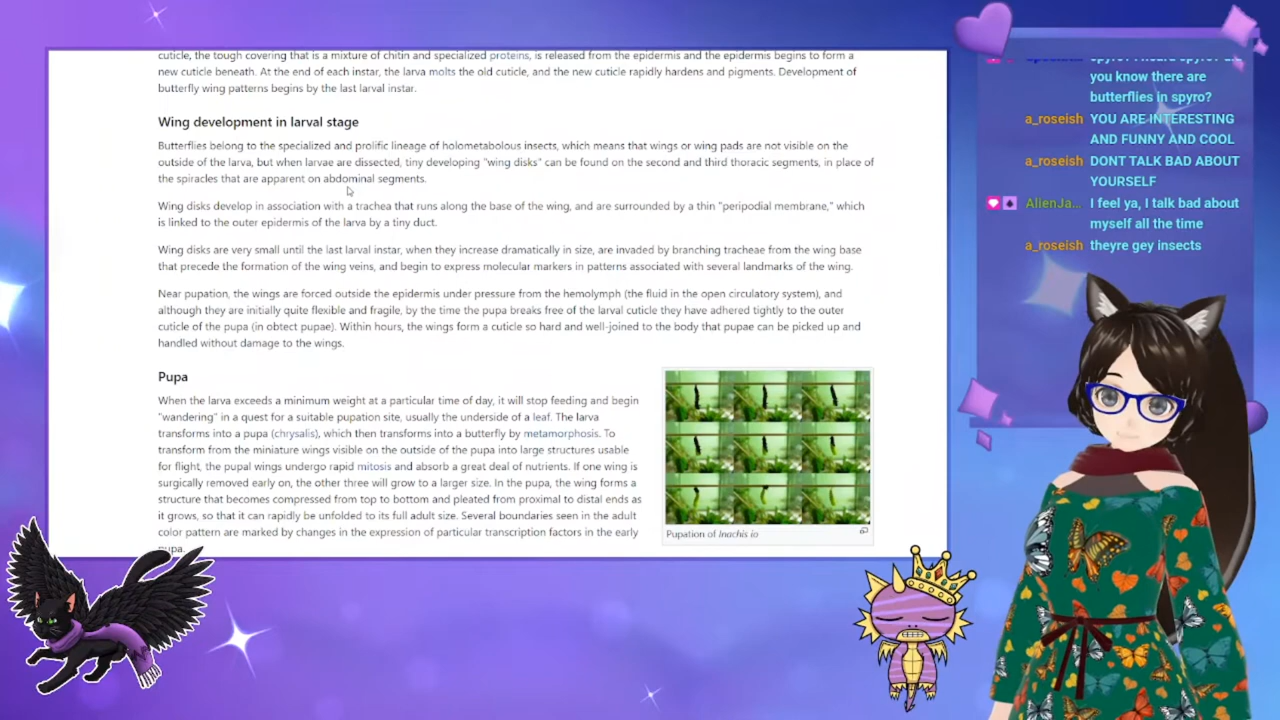 cuticle, the tough covering that is a mixture of chitin and specialized proteins, is released from the epidermis and the epidermis begins to form a
new cuticle beneath. At the end of each instar, the larva molts the old cuticle, and the new cuticle rapidly hardens and pigments. Development of
butterfly wing patterns begins by the last larval instar.
Wing development in larval stage
Butterflies belong to the specialized and prolific lineage of holometabolous insects, which means that wings or wing pads are not visible on the
outside of the larva, but when larvae are dissected, tiny developing "wing disks" can be found on the second and third thoracic segments, in place of
the spiracles that are apparent on abdominal segments.
Wing disks develop in association with a trachea that runs along the base of the wing, and are surrounded by a thin "peripodial membrane," which
is linked to the outer epidermis of the larva by a tiny duct.
Wing disks are very small until the last larval instar, when they increase dramatically in size, are invaded by branching tracheae from the wing base
that precede the formation of the wing veins, and begin to express molecular markers in patterns associated with several landmarks of the wing.
Near pupation, the wings are forced outside the epidermis under pressure from the hemolymph (the fluid in the open circulatory system), and
although they are initially quite flexible and fragile, by the time the pupa breaks free of the larval cuticle they have adhered tightly to the outer
cuticle of the pupa (in obtect pupae). Within hours, the wings form a cuticle so hard and well-joined to the body that pupae can be picked up and
handled without damage to the wings.
Pupa
When the larva exceeds a minimum weight at a particular time of day, it will stop feeding and begin
"wandering" in a quest for a suitable pupation site, usually the underside of a leaf. The larva
transforms into a pupa (chrysalis), which then transforms into a butterfly by metamorphosis. To
transform from the miniature wings visible on the outside of the pupa into large structures usable
for flight, the pupal wings undergo rapid mitosis and absorb a great deal of nutrients. If one wing is
surgically removed early on, the other three will grow to a larger size. In the pupa, the wing forms a
structure that becomes compressed from top to bottom and pleated from proximal to distal ends as
it grows, so that it can rapidly be unfolded to its full adult size. Several boundaries seen in the adult
color pattern are marked by changes in the expression of particular transcription factors in the early
pupa.
Pupation of Inachis io
you know there are
butterflies in spyro?
a_roseish YOU ARE INTERESTING
AND FUNNY AND COOL
a_roseish DONT TALK BAD ABOUT
YOURSELF
AlienJa... I feel ya, I talk bad about
myself all the time
a_roseish theyre gey insects